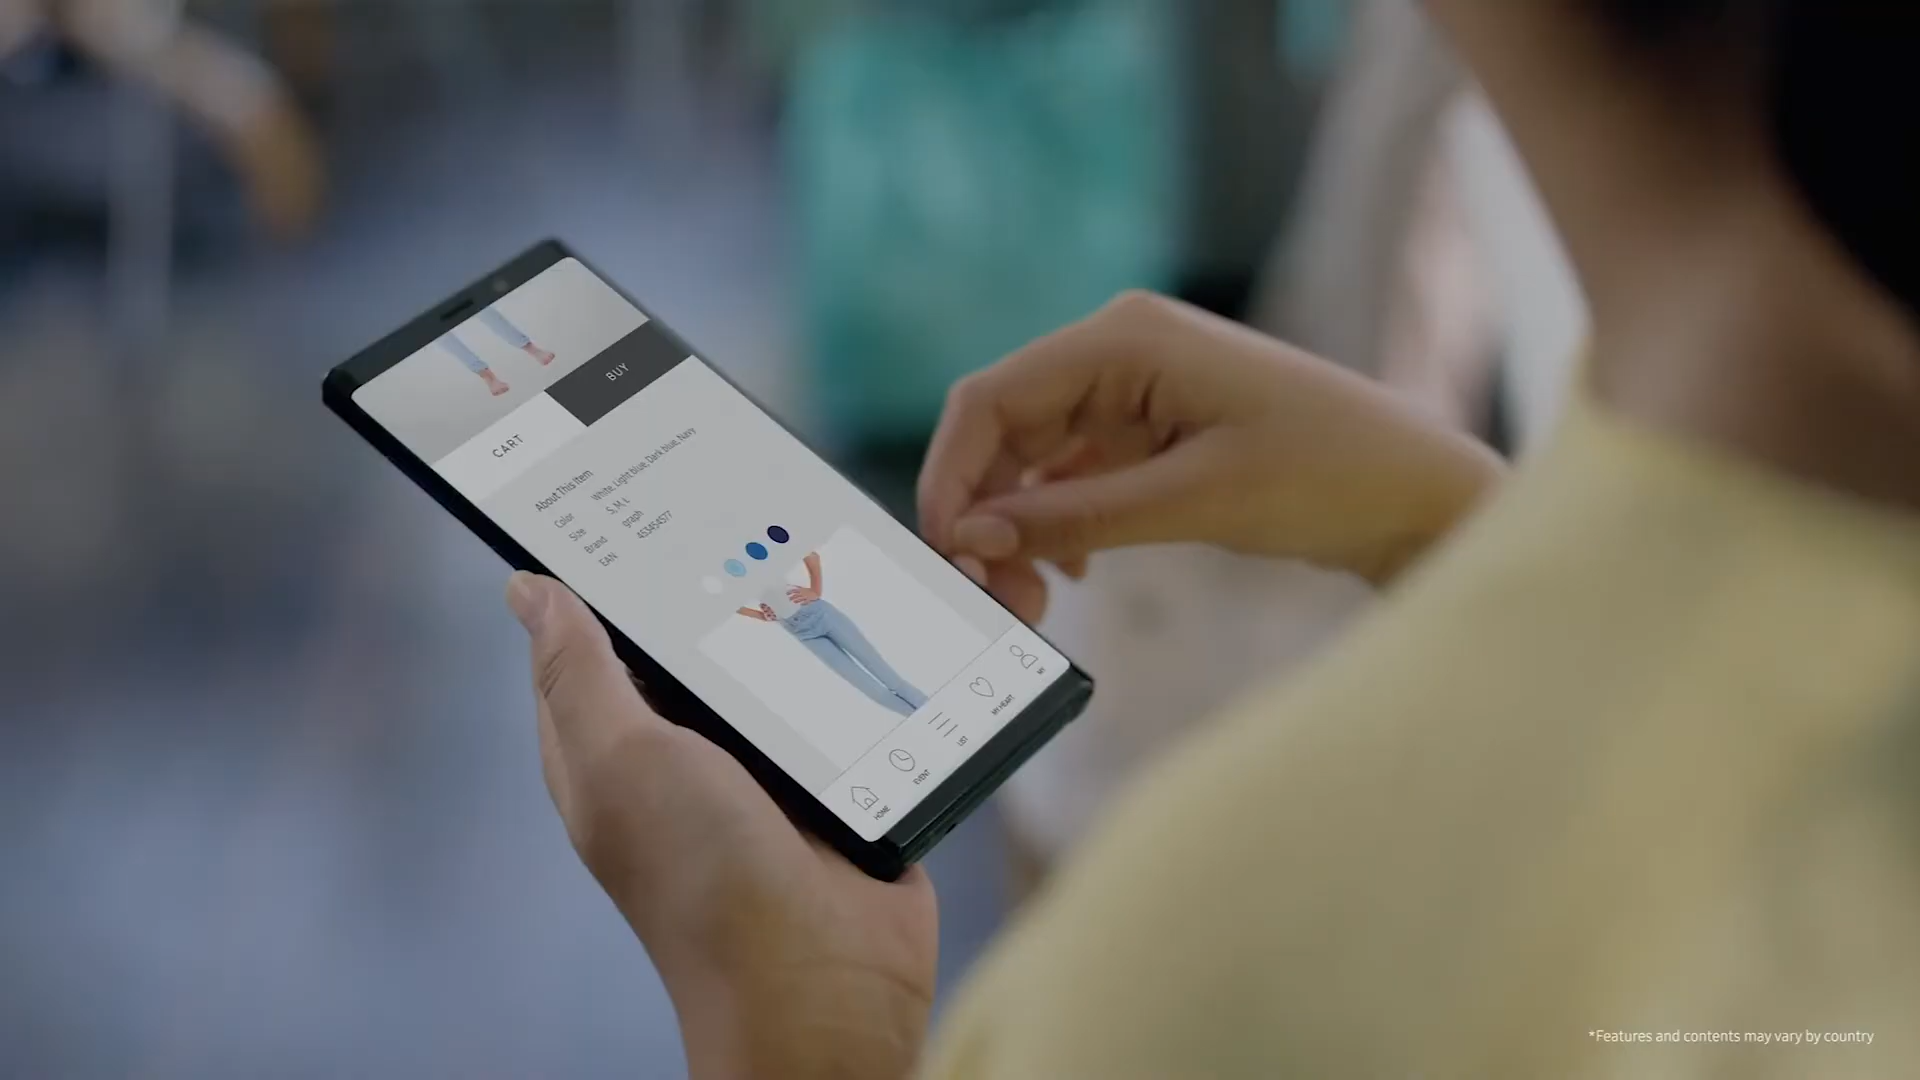 BUY
CART
About This Item
Color White, Light blue, Dark blue, Navy
Size S, M, L
Brand graph
EAN 453454577
HOME
EVENT
LIST
MY HEART
MY
*Features and contents may vary by country